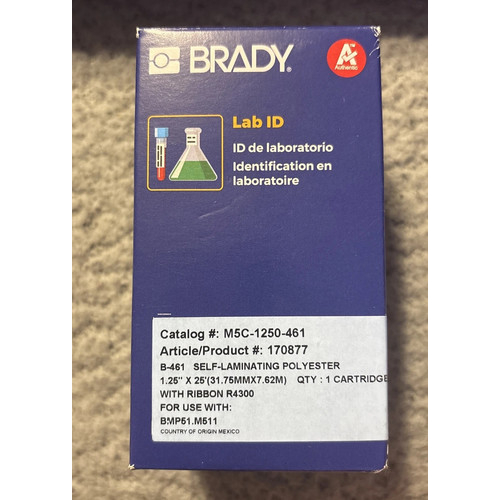 BRADY®
Authentic
Lab ID
ID de laboratorio
Identification en
laboratoire
Catalog #: M5C-1250-461
Article/Product #: 170877
B-461 SELF-LAMINATING POLYESTER
1.25" X 25'(31.75MMX7.62M) QTY : 1 CARTRIDGE
WITH RIBBON R4300
FOR USE WITH:
BMP51.M511
COUNTRY OF ORIGIN MEXICO